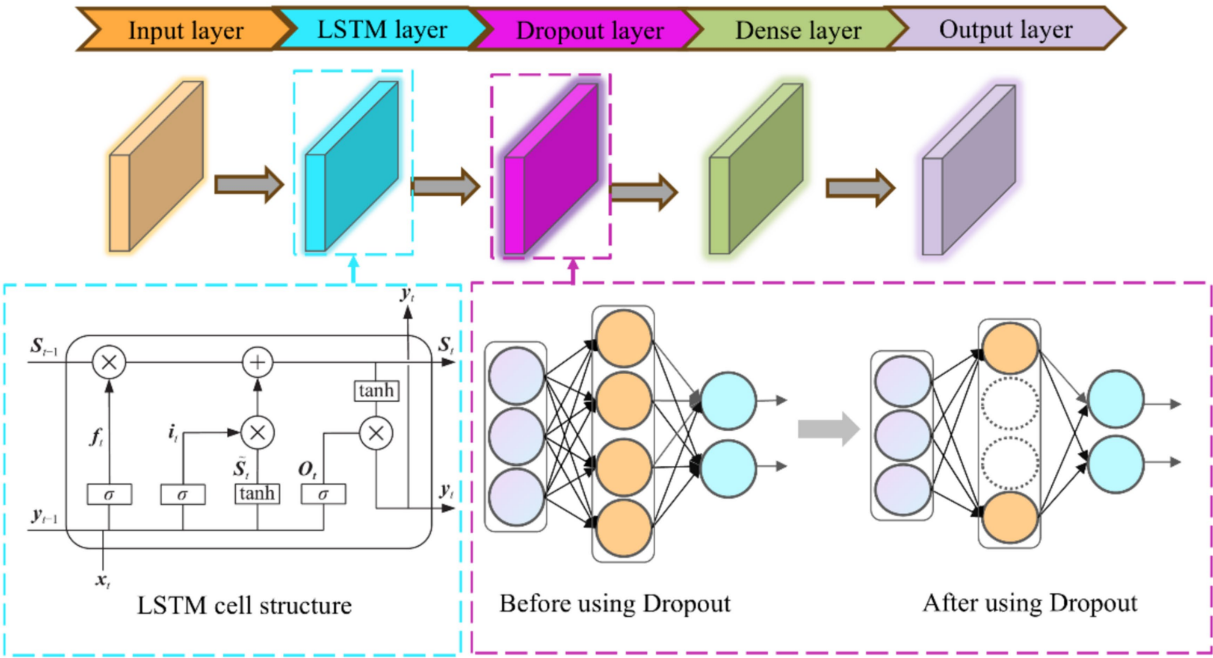 Input layer
LSTM layer
Dropout layer
Dense layer
Output layer
y_t
S_{t-1}
S_t
tanh
f_t
i_t
S̃_t
O_t
σ
σ
tanh
σ
y_{t-1}
y_t
x_t
LSTM cell structure
Before using Dropout
After using Dropout